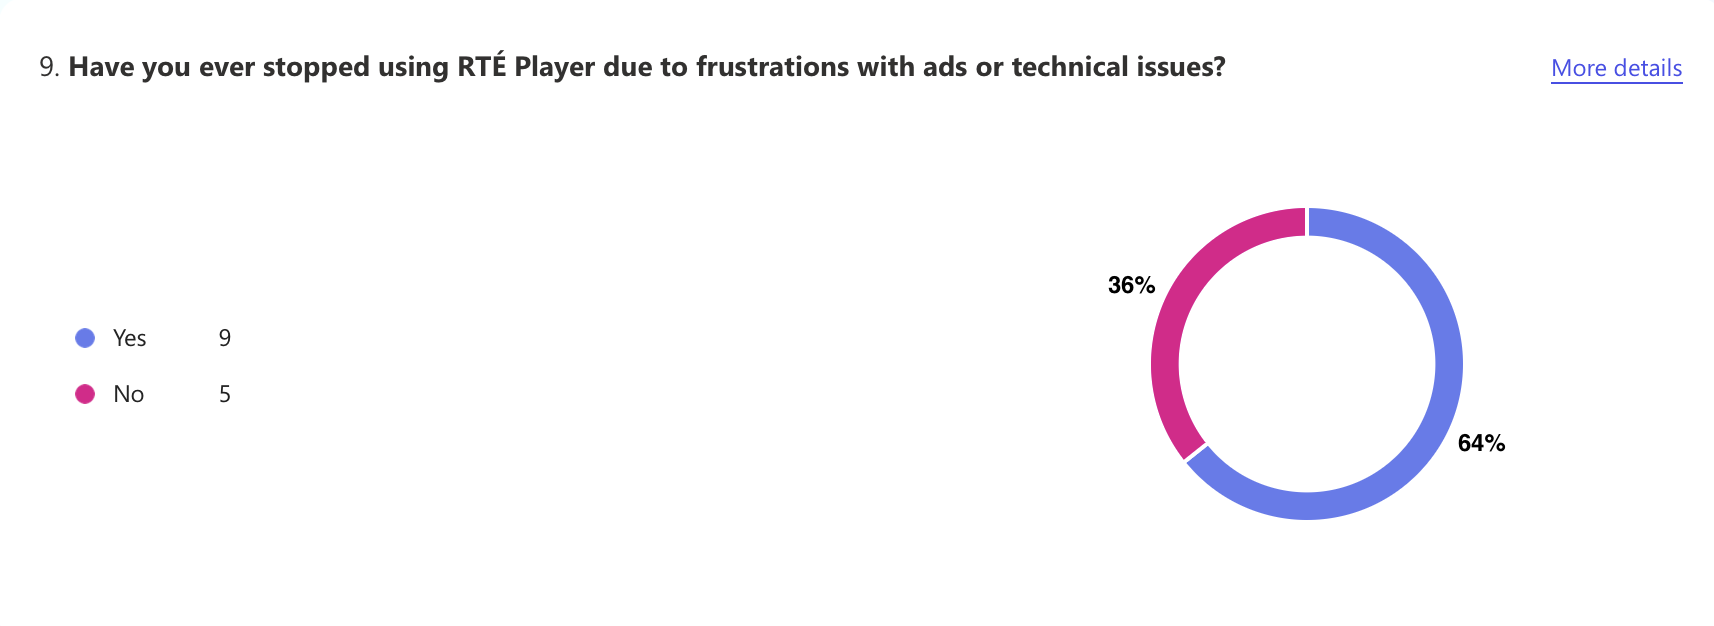 9. Have you ever stopped using RTÉ Player due to frustrations with ads or technical issues?
More details
36%
Yes 9
No 5
64%